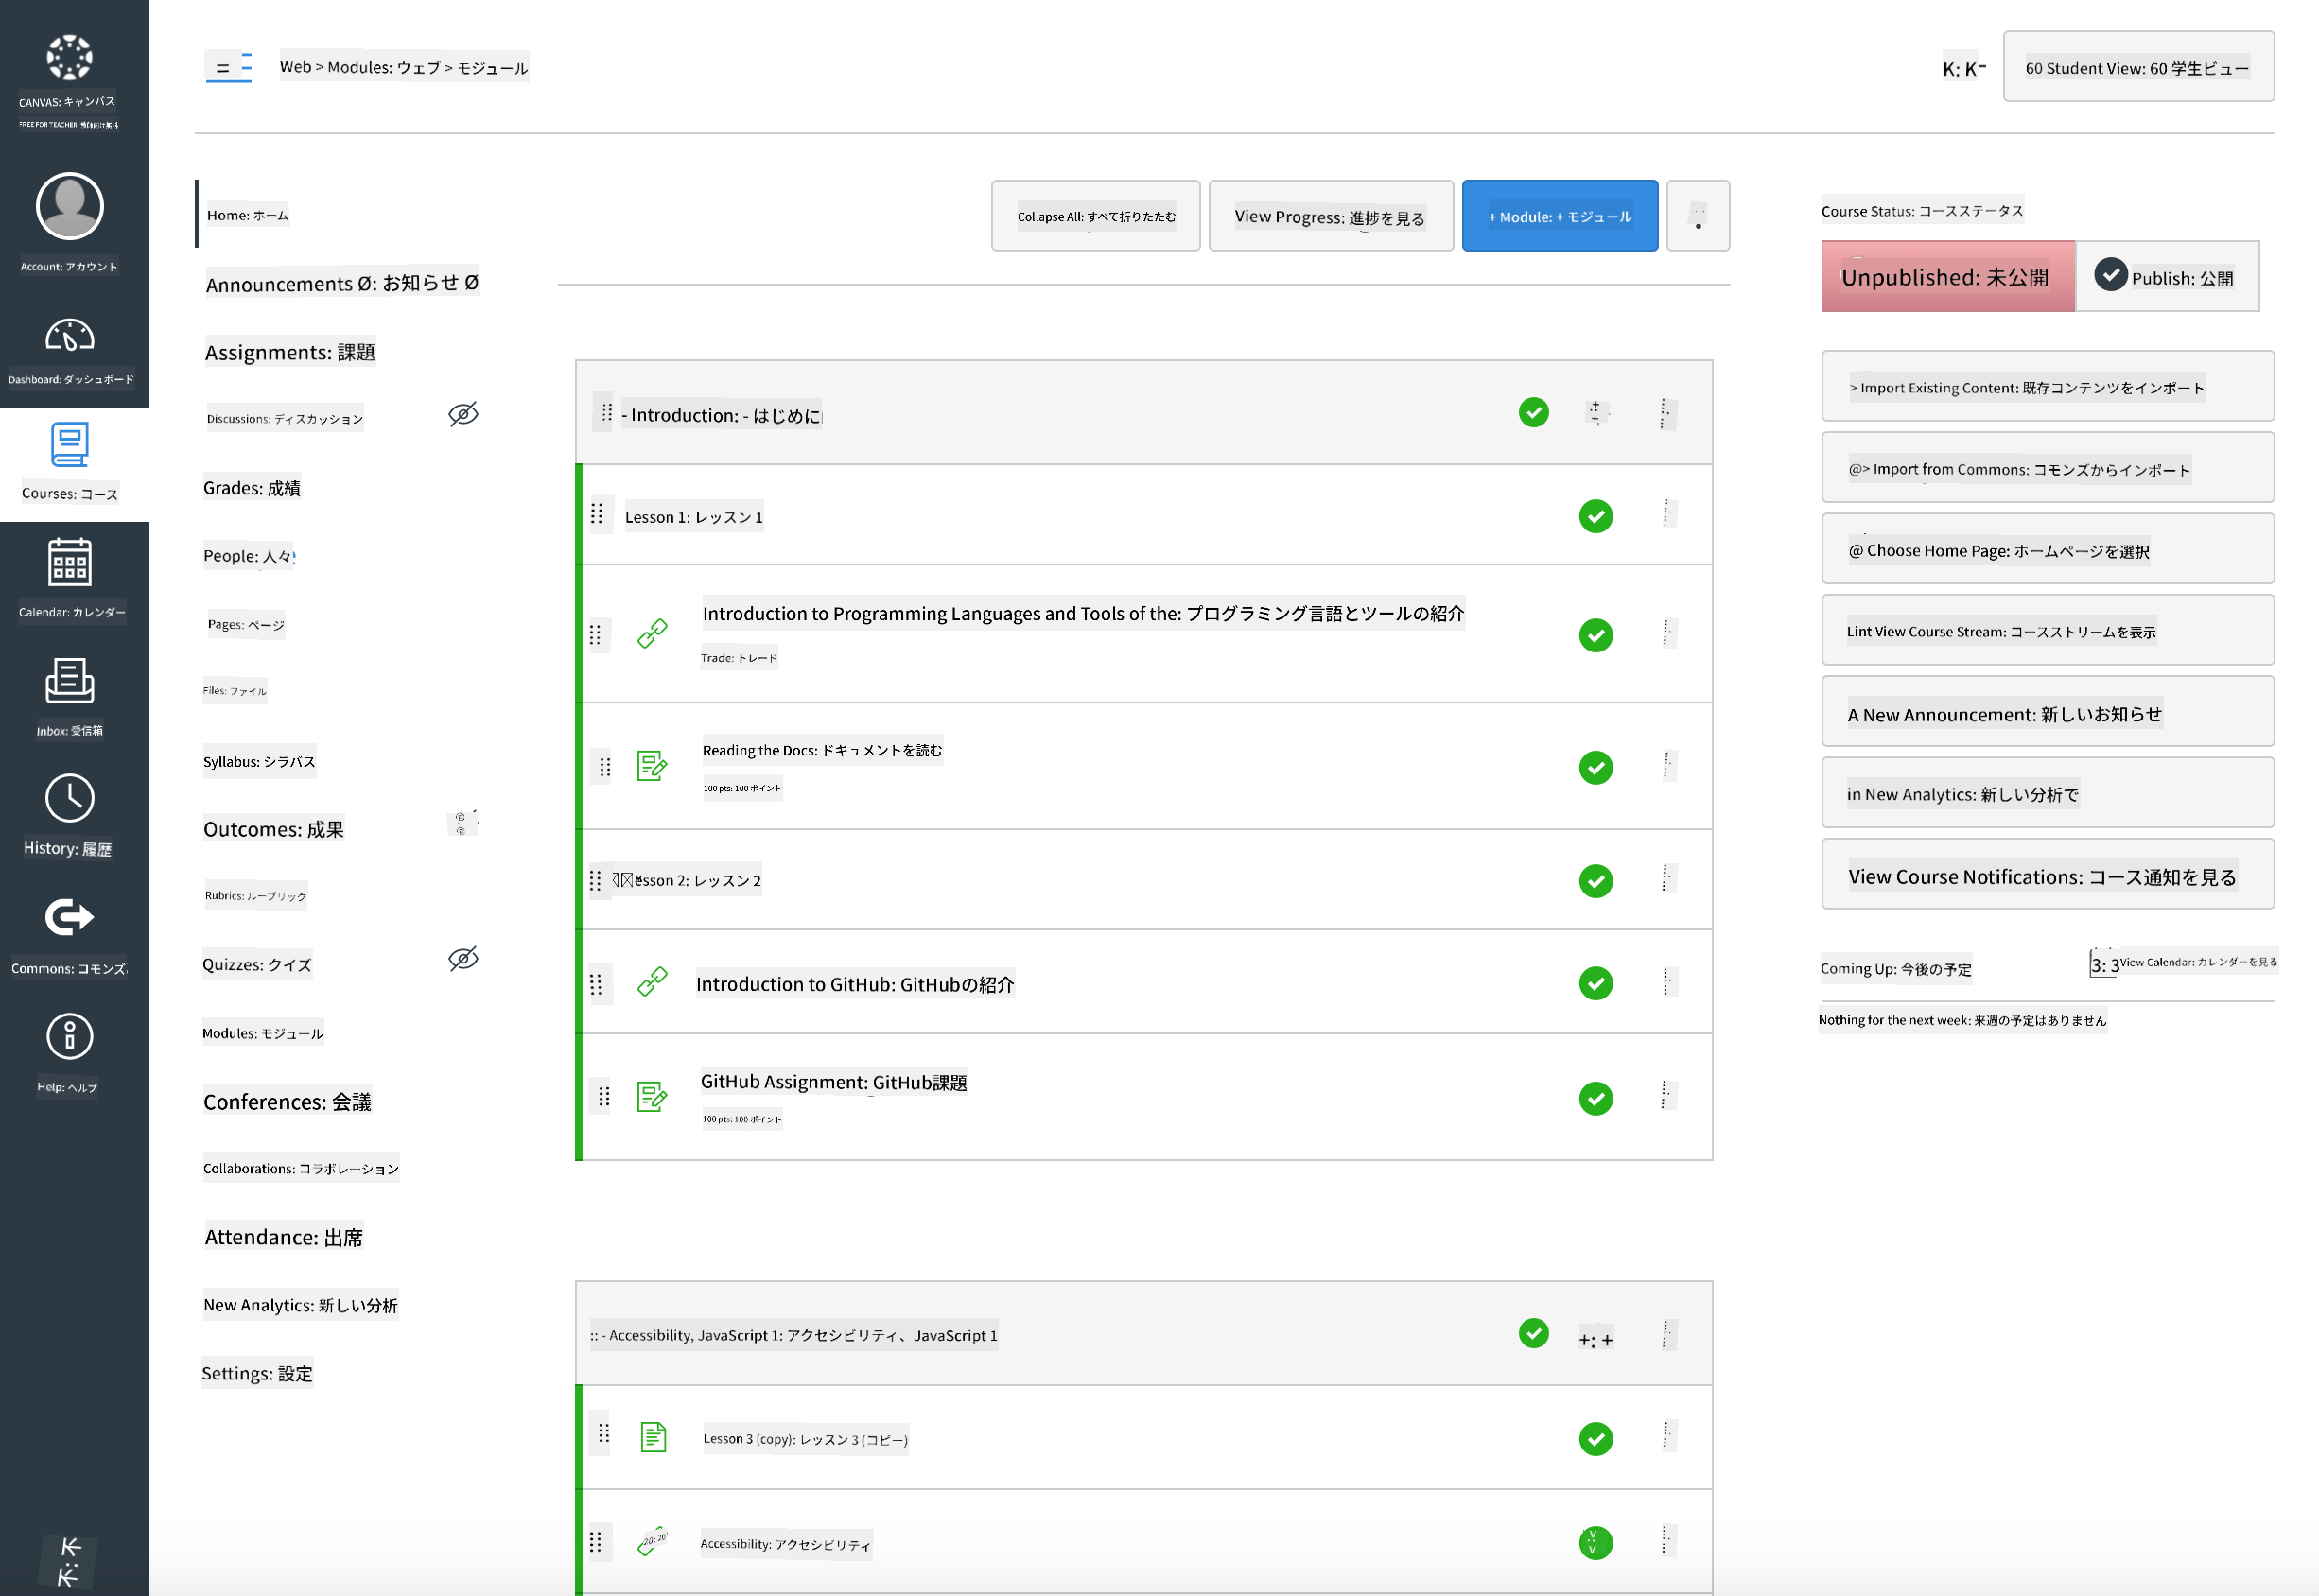 CANVAS: キャンバス
FREE FOR TEACHER:
Account: アカウント
Dashboard: ダッシュボード
Courses: コース
Calendar: カレンダー
Inbox: 受信箱
History: 履歴
Commons: コモンズ
Help: ヘルプ
Web > Modules: ウェブ > モジュール
60 Student View: 60 学生ビュー
Home: ホーム
Announcements Ø: お知らせ Ø
Assignments: 課題
Discussions: ディスカッション
Grades: 成績
People: 人々
Pages: ページ
Files: ファイル
Syllabus: シラバス
Outcomes: 成果
Rubrics: ルーブリック
Quizzes: クイズ
Modules: モジュール
Conferences: 会議
Collaborations: コラボレーション
Attendance: 出席
New Analytics: 新しい分析
Settings: 設定
Collapse All: すべて折りたたむ
View Progress: 進捗を見る
+ Module: + モジュール
- Introduction: - はじめに
Lesson 1: レッスン 1
Introduction to Programming Languages and Tools of the: プログラミング言語とツールの紹介
Trade: トレード
Reading the Docs: ドキュメントを読む
100 pts: 100 ポイント
esson 2: レッスン 2
Introduction to GitHub: GitHubの紹介
GitHub Assignment: GitHub課題
100 pts: 100 ポイント
:: - Accessibility, JavaScript 1: アクセシビリティ、JavaScript 1
+: +
Lesson 3 (copy): レッスン 3 (コピー)
20: 20
Accessibility: アクセシビリティ
Course Status: コースステータス
Unpublished: 未公開
Publish: 公開
> Import Existing Content: 既存コンテンツをインポート
@> Import from Commons: コモンズからインポート
@ Choose Home Page: ホームページを選択
Lint View Course Stream: コースストリームを表示
A New Announcement: 新しいお知らせ
in New Analytics: 新しい分析で
View Course Notifications: コース通知を見る
Coming Up: 今後の予定
3: 3
View Calendar: カレンダーを見る
Nothing for the next week: 来週の予定はありません